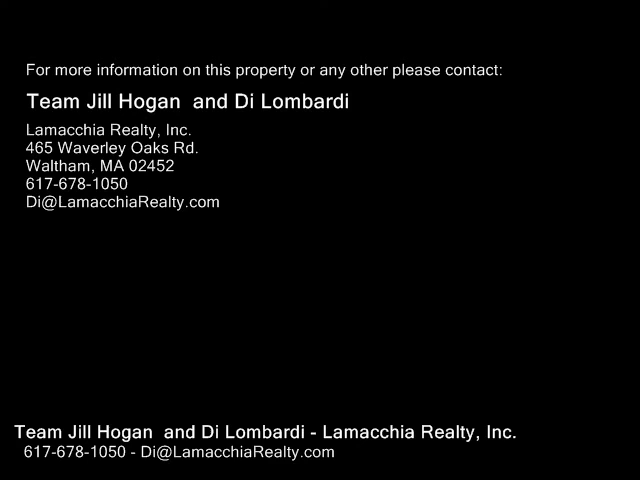 For more information on this property or any other please contact:
Team Jill Hogan  and Di Lombardi
Lamacchia Realty, Inc.
465 Waverley Oaks Rd.
Waltham, MA 02452
617-678-1050
Di@LamacchiaRealty.com
Team Jill Hogan  and Di Lombardi - Lamacchia Realty, Inc.
617-678-1050 - Di@LamacchiaRealty.com